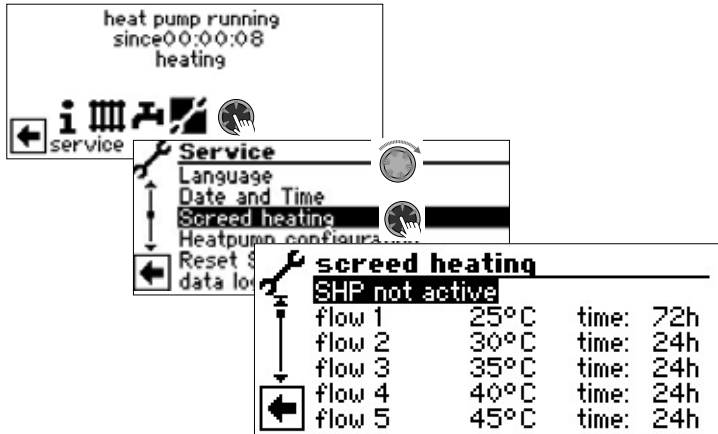 heat pump running
since00:00:08
heating
service
Service
Language
Date and Time
Screed heating
Heatpump configuration
Reset S
data lo
screed heating
SHP not active
flow 1 25°C time: 72h
flow 2 30°C time: 24h
flow 3 35°C time: 24h
flow 4 40°C time: 24h
flow 5 45°C time: 24h